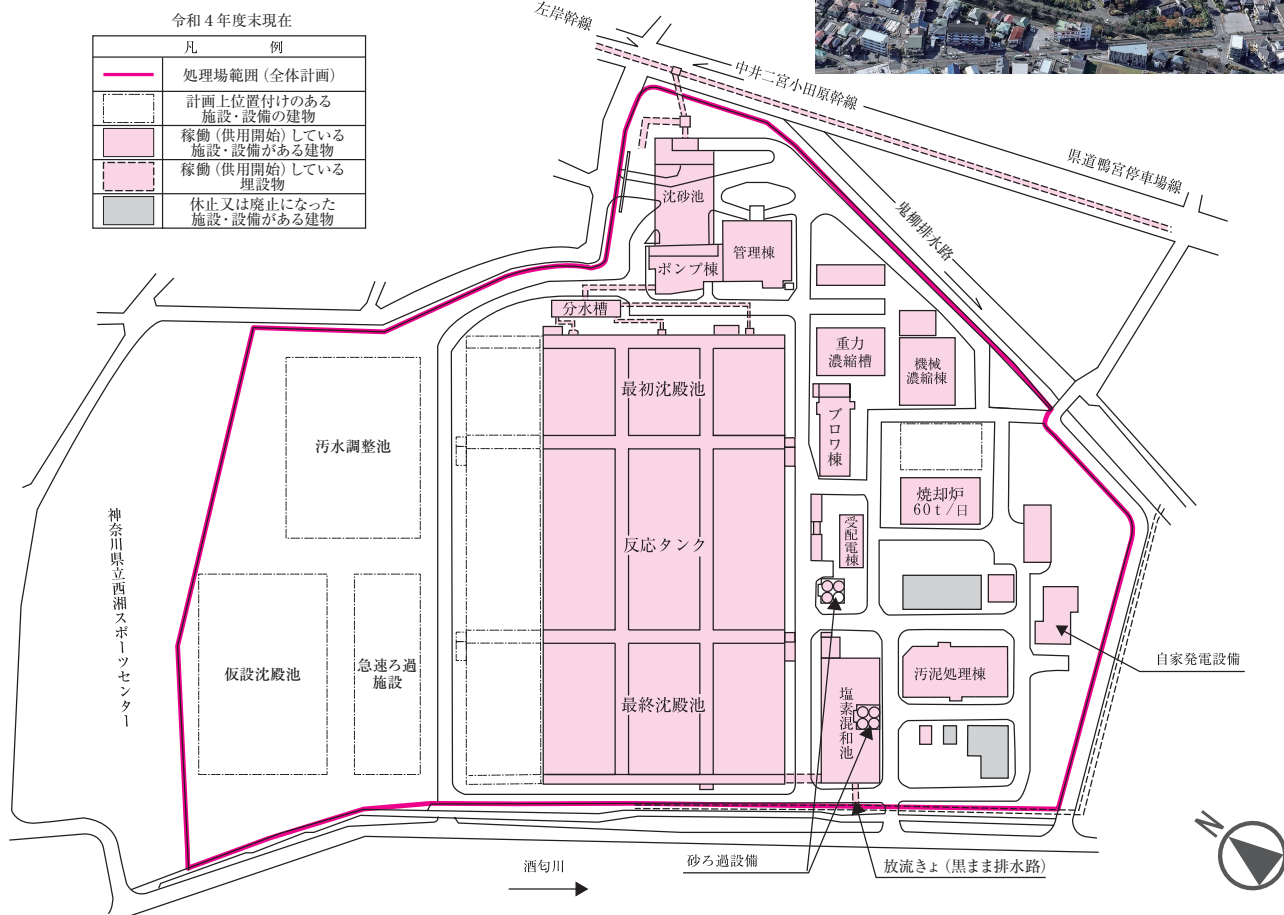 令和４年度末現在
凡　例
処理場範囲（全体計画）
計画上位置付けのある
施設・設備の建物
稼働（供用開始）している
施設・設備がある建物
稼働（供用開始）している
埋設物
休止又は廃止になった
施設・設備がある建物
左岸幹線
中井二宮小田原幹線
県道鴨宮停車場線
鬼柳排水路
沈砂池
管理棟
ポンプ棟
分水槽
最初沈殿池
重力
濃縮槽
機械
濃縮棟
ブロワ棟
汚水調整池
焼却炉
60ｔ/日
反応タンク
受配電棟
神奈川県立西湘スポーツセンター
仮設沈殿池
急速ろ過
施設
自家発電設備
汚泥処理棟
最終沈殿池
塩素混和池
酒匂川
砂ろ過設備
放流きょ（黒まま排水路）
N